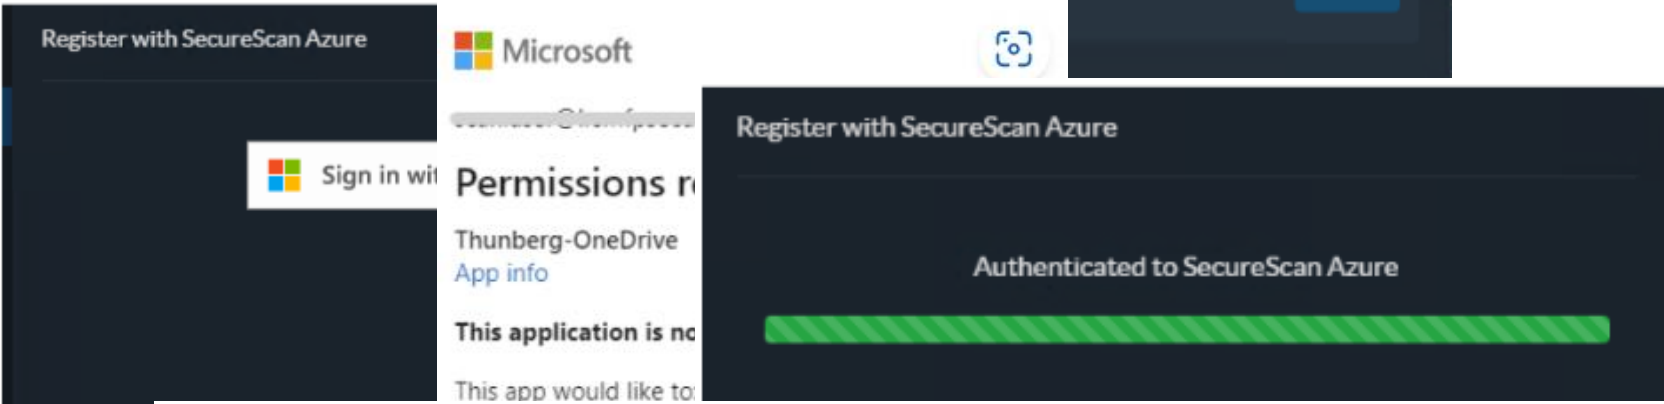 Register with SecureScan Azure
Sign in wit
Microsoft
Permissions r
Thunberg-OneDrive
App info
This application is no
This app would like to:
Register with SecureScan Azure
Authenticated to SecureScan Azure